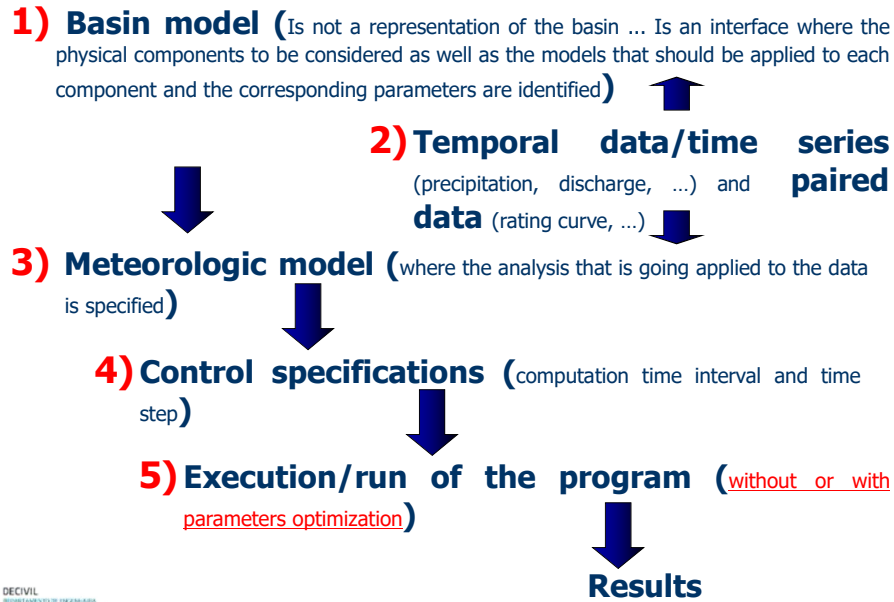 1) Basin model (Is not a representation of the basin ... Is an interface where the
physical components to be considered as well as the models that should be applied to each
component and the corresponding parameters are identified)
2) Temporal data/time series
(precipitation, discharge, ...) and paired
data (rating curve, ...)
3) Meteorologic model (where the analysis that is going applied to the data
is specified)
4) Control specifications (computation time interval and time
step)
5) Execution/run of the program (without or with
parameters optimization)
Results
DECIVIL